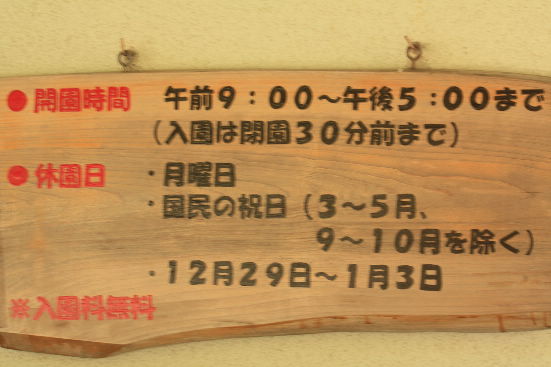 ●開園時間　午前9：00～午後5：00まで
（入園は閉園30分前まで）
●休園日　・月曜日
・国民の祝日（3～5月、
9～10月を除く）
・12月29日～1月3日
※入園料無料